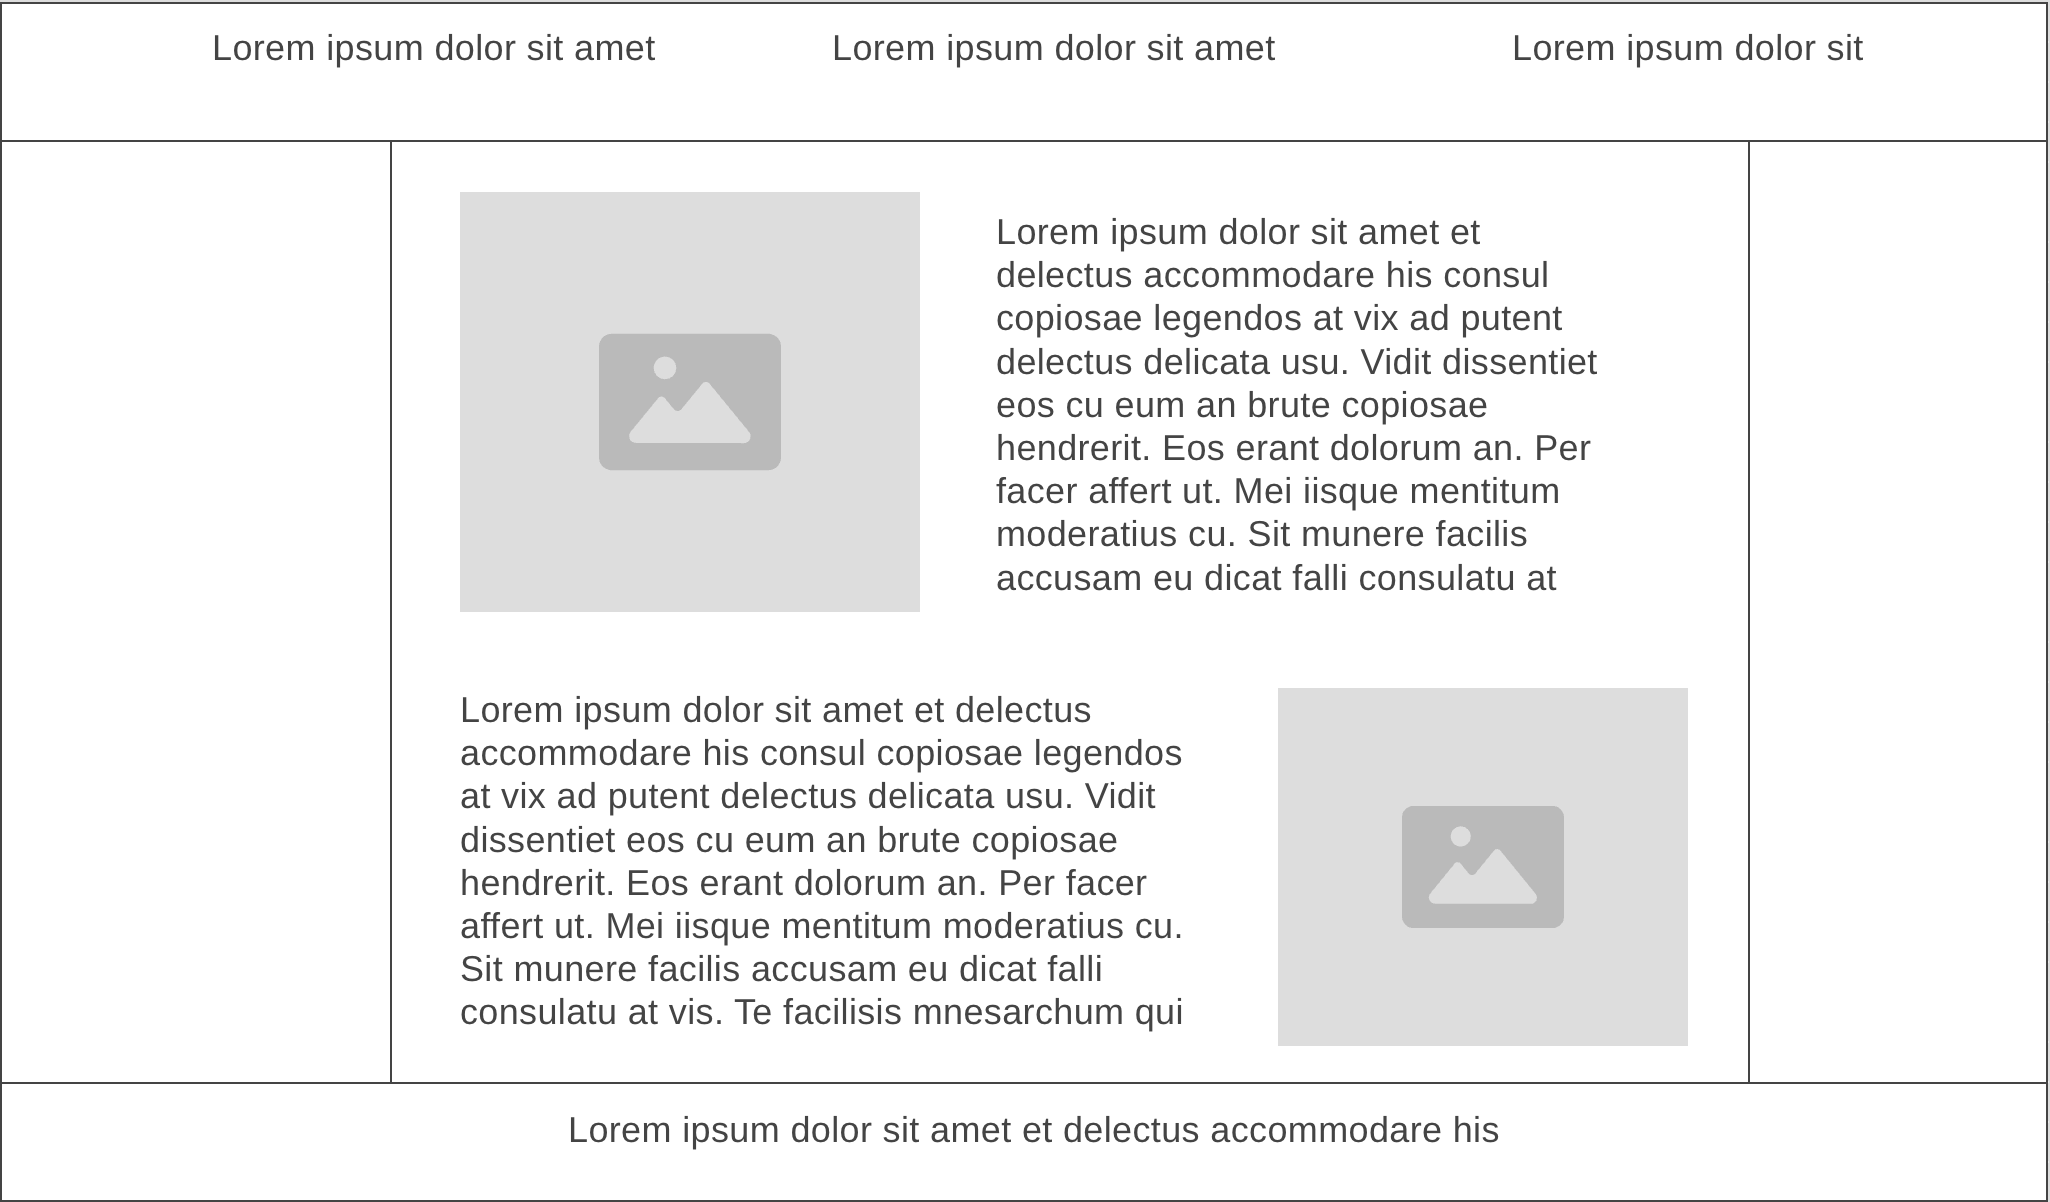 Lorem ipsum dolor sit amet
Lorem ipsum dolor sit amet
Lorem ipsum dolor sit
Lorem ipsum dolor sit amet et
delectus accommodare his consul
copiosae legendos at vix ad putent
delectus delicata usu. Vidit dissentiet
eos cu eum an brute copiosae
hendrerit. Eos erant dolorum an. Per
facer affert ut. Mei iisque mentitum
moderatius cu. Sit munere facilis
accusam eu dicat falli consulatu at
Lorem ipsum dolor sit amet et delectus
accommodare his consul copiosae legendos
at vix ad putent delectus delicata usu. Vidit
dissentiet eos cu eum an brute copiosae
hendrerit. Eos erant dolorum an. Per facer
affert ut. Mei iisque mentitum moderatius cu.
Sit munere facilis accusam eu dicat falli
consulatu at vis. Te facilisis mnesarchum qui
Lorem ipsum dolor sit amet et delectus accommodare his